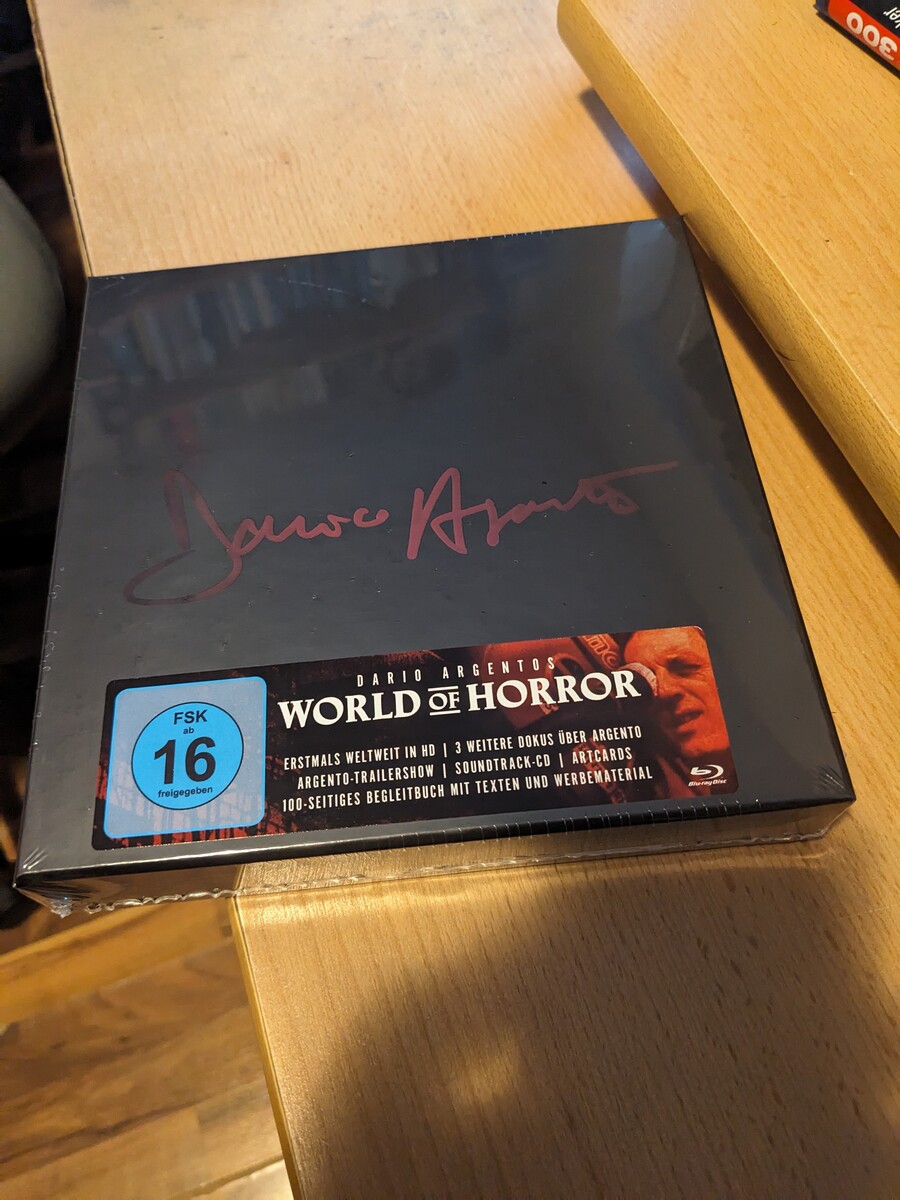 300
Dario Argento
DARIO ARGENTOS
WORLD OF HORROR
FSK
ab
16
freigegeben
ERSTMALS WELTWEIT IN HD | 3 WEITERE DOKUS ÜBER ARGENTO
ARGENTO-TRAILERSHOW | SOUNDTRACK-CD | ARTCARDS
100-SEITIGES BEGLEITBUCH MIT TEXTEN UND WERBEMATERIAL
Blu-ray Disc